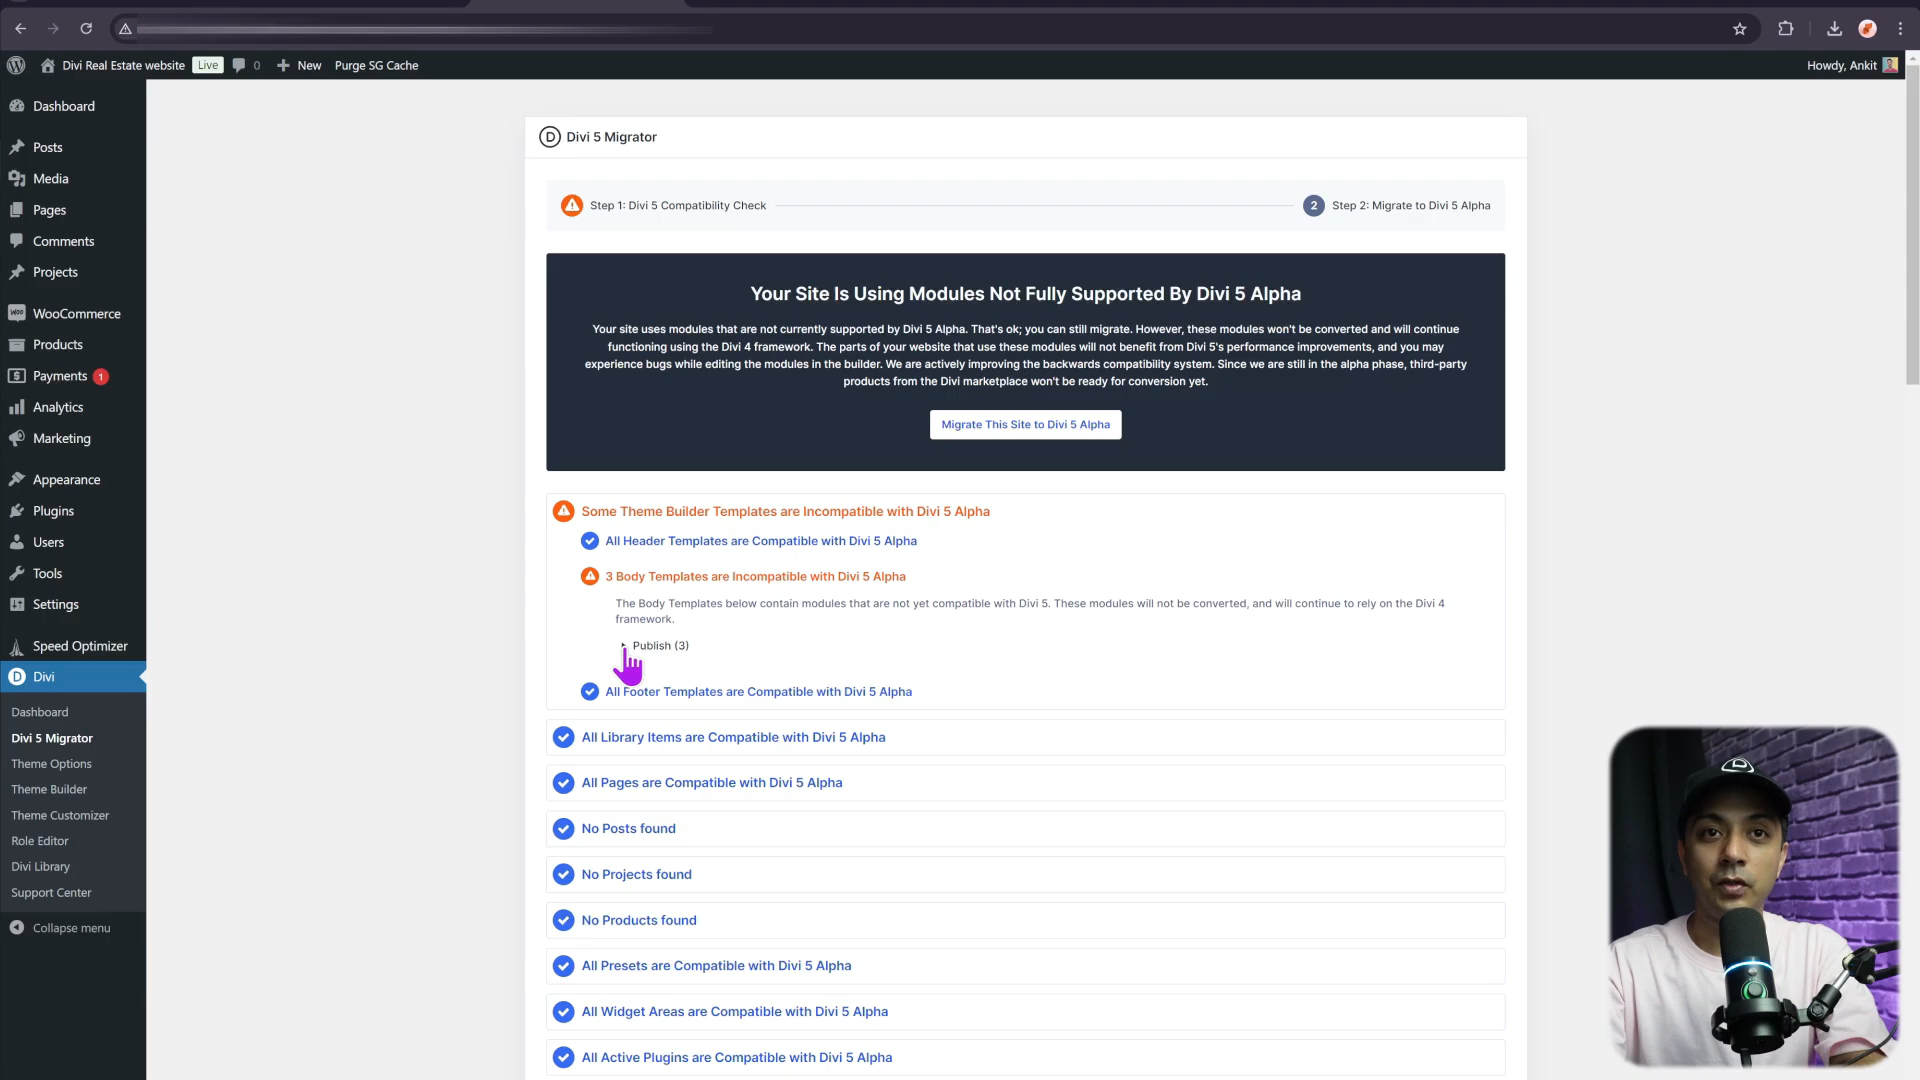 Divi Real Estate website Live 0 New Purge SG Cache Howdy, Ankit
Dashboard
Posts
Media
Pages
Comments
Projects
WooCommerce
Products
Payments 1
Analytics
Marketing
Appearance
Plugins
Users
Tools
Settings
Speed Optimizer
Divi
Dashboard
Divi 5 Migrator
Theme Options
Theme Builder
Theme Customizer
Role Editor
Divi Library
Support Center
Collapse menu
D Divi 5 Migrator
Step 1: Divi 5 Compatibility Check
2 Step 2: Migrate to Divi 5 Alpha
Your Site Is Using Modules Not Fully Supported By Divi 5 Alpha
Your site uses modules that are not currently supported by Divi 5 Alpha. That's ok; you can still migrate. However, these modules won't be converted and will continue
functioning using the Divi 4 framework. The parts of your website that use these modules will not benefit from Divi 5's performance improvements, and you may
experience bugs while editing the modules in the builder. We are actively improving the backwards compatibility system. Since we are still in the alpha phase, third-party
products from the Divi marketplace won't be ready for conversion yet.
Migrate This Site to Divi 5 Alpha
Some Theme Builder Templates are Incompatible with Divi 5 Alpha
All Header Templates are Compatible with Divi 5 Alpha
3 Body Templates are Incompatible with Divi 5 Alpha
The Body Templates below contain modules that are not yet compatible with Divi 5. These modules will not be converted, and will continue to rely on the Divi 4
framework.
Publish (3)
All Footer Templates are Compatible with Divi 5 Alpha
All Library Items are Compatible with Divi 5 Alpha
All Pages are Compatible with Divi 5 Alpha
No Posts found
No Projects found
No Products found
All Presets are Compatible with Divi 5 Alpha
All Widget Areas are Compatible with Divi 5 Alpha
All Active Plugins are Compatible with Divi 5 Alpha